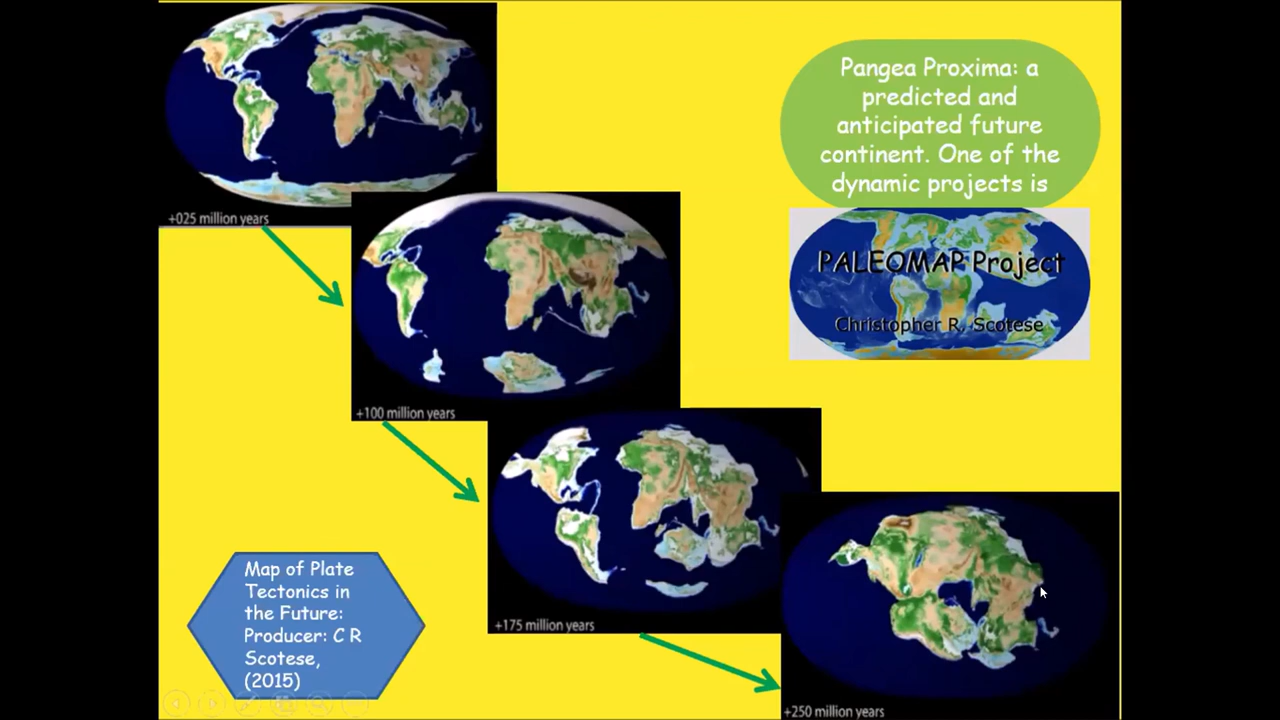 Pangea Proxima: a
predicted and
anticipated future
continent. One of the
dynamic projects is
PALEOMAP Project
Christopher R. Scotese
+025 million years
+100 million years
+175 million years
+250 million years
Map of Plate
Tectonics in
the Future:
Producer: C R
Scotese,
(2015)